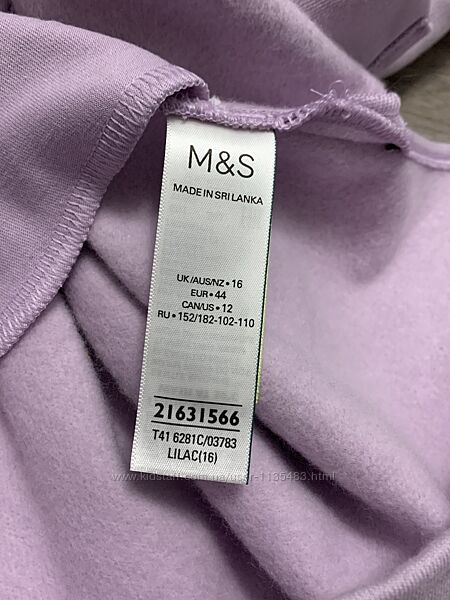 M&S
MADE IN SRI LANKA
UK/AUS/NZ • 16
EUR • 44
CAN/US • 12
RU • 152/182-102-110
21631566
T41 6281C/03783
LILAC(16)